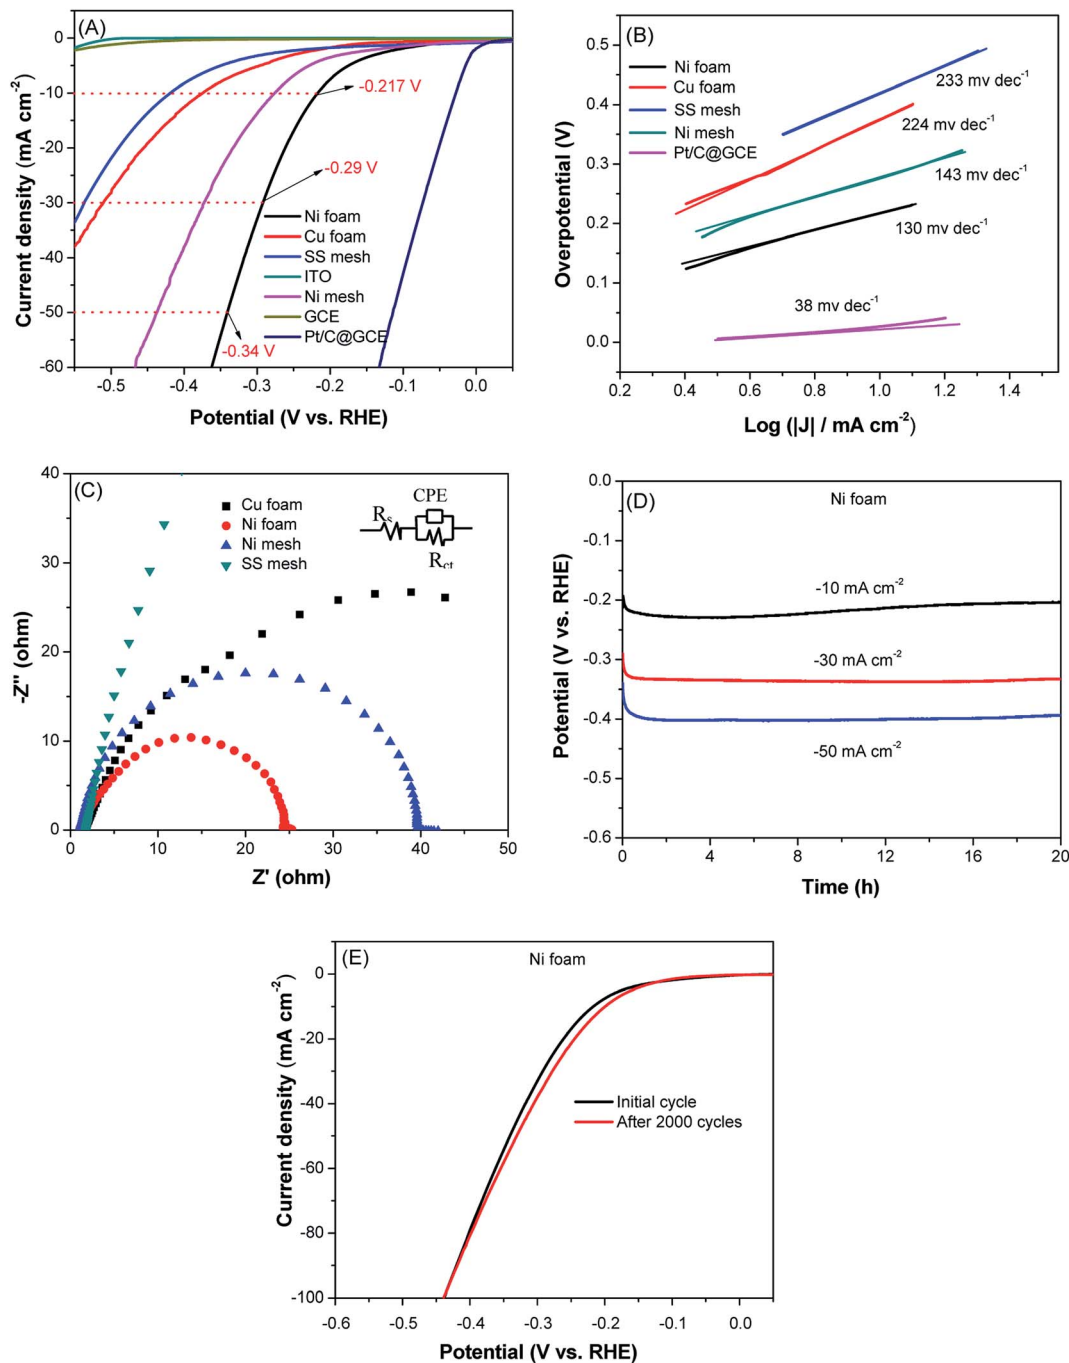 (A)
0
-10
-20
-30
-40
-50
-60
Current density (mA cm-2)
-0.217 V
-0.29 V
-0.34 V
Ni foam
Cu foam
SS mesh
ITO
Ni mesh
GCE
Pt/C@GCE
-0.5 -0.4 -0.3 -0.2 -0.1 0.0
Potential (V vs. RHE)
(B)
0.5
0.4
0.3
0.2
0.1
0.0
Overpotential (V)
Ni foam
Cu foam
SS mesh
Ni mesh
Pt/C@GCE
233 mv dec-1
224 mv dec-1
143 mv dec-1
130 mv dec-1
38 mv dec-1
0.2 0.4 0.6 0.8 1.0 1.2 1.4
Log (|J| / mA cm-2)
(C)
40
30
20
10
0
-Z" (ohm)
Cu foam
Ni foam
Ni mesh
SS mesh
CPE
Rs
Rct
0 10 20 30 40 50
Z' (ohm)
(D)
Ni foam
-0.0
-0.1
-0.2
-0.3
-0.4
-0.5
-0.6
Potential (V vs. RHE)
-10 mA cm-2
-30 mA cm-2
-50 mA cm-2
0 4 8 12 16 20
Time (h)
(E)
Ni foam
0
-20
-40
-60
-80
-100
Current density (mA cm-2)
Initial cycle
After 2000 cycles
-0.6 -0.5 -0.4 -0.3 -0.2 -0.1 0.0
Potential (V vs. RHE)